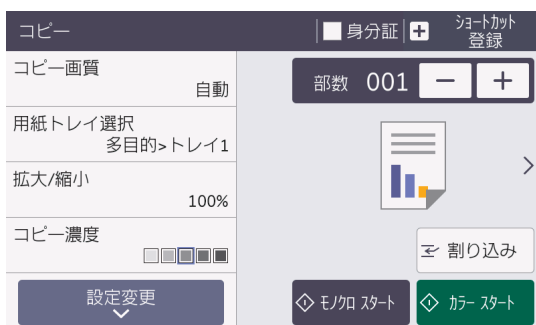 コピー
身分証
ショートカット
登録
コピー画質
自動
用紙トレイ選択
多目的>トレイ1
拡大/縮小
100%
コピー濃度
設定変更
部数 001 − +
割り込み
モノクロ スタート
カラー スタート